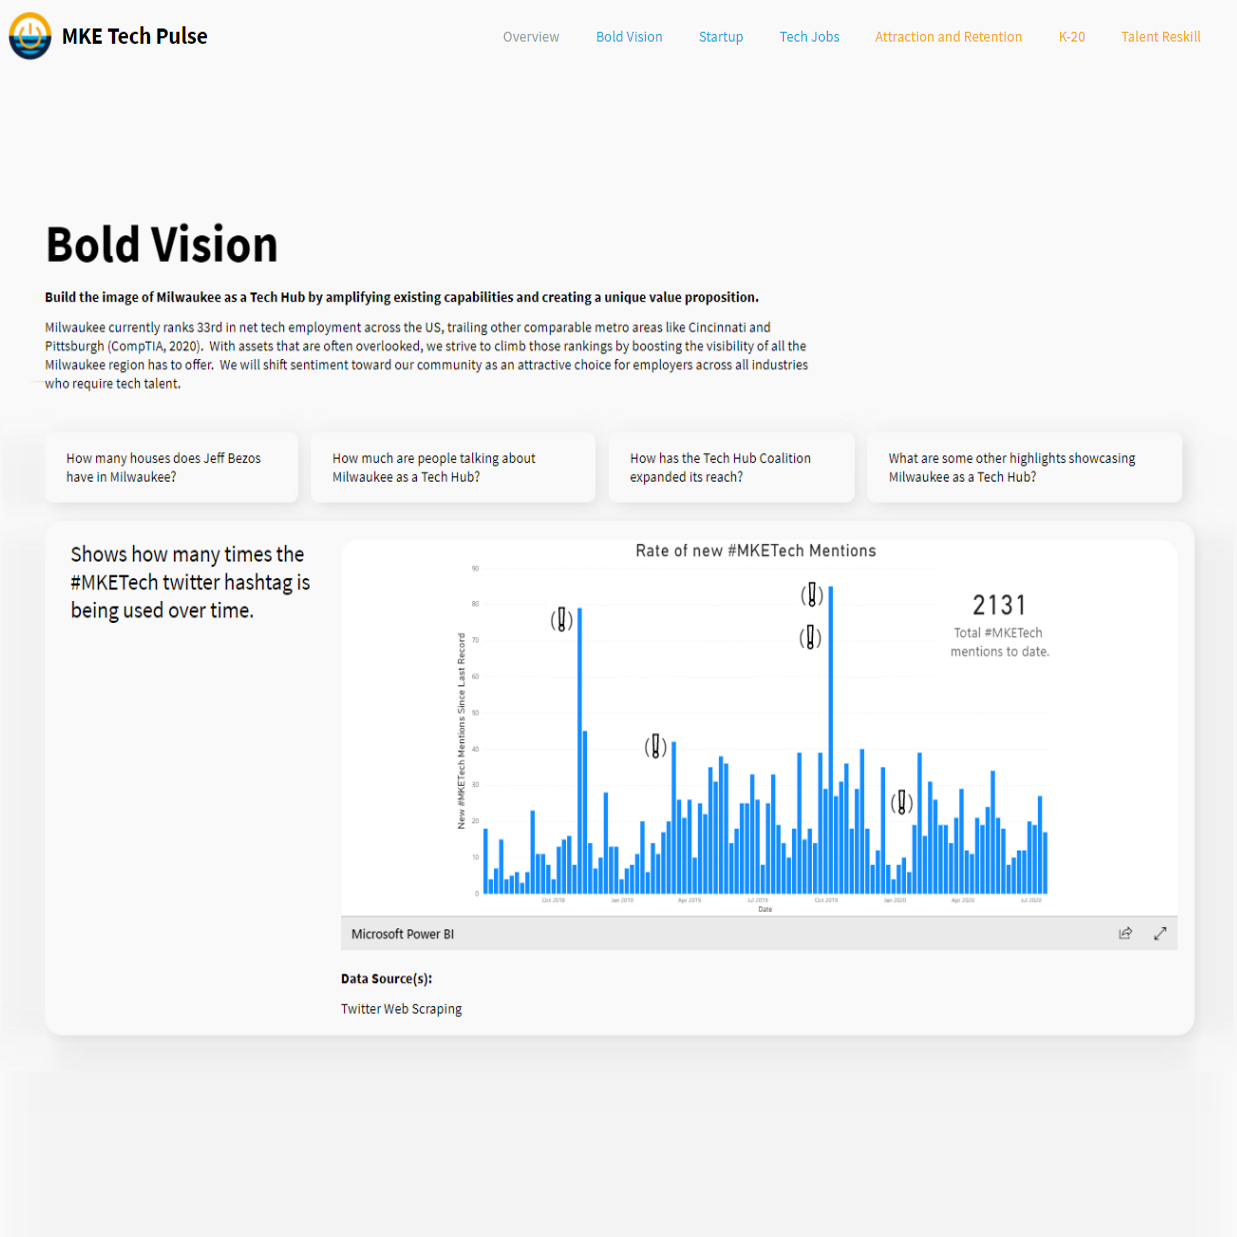 MKE Tech Pulse
Overview
Bold Vision
Startup
Tech Jobs
Attraction and Retention
K-20
Talent Reskill
Bold Vision
Build the image of Milwaukee as a Tech Hub by amplifying existing capabilities and creating a unique value proposition.
Milwaukee currently ranks 33rd in net tech employment across the US, trailing other comparable metro areas like Cincinnati and
Pittsburgh (CompTIA, 2020). With assets that are often overlooked, we strive to climb those rankings by boosting the visibility of all the
Milwaukee region has to offer. We will shift sentiment toward our community as an attractive choice for employers across all industries
who require tech talent.
How many houses does Jeff Bezos
have in Milwaukee?
How much are people talking about
Milwaukee as a Tech Hub?
How has the Tech Hub Coalition
expanded its reach?
What are some other highlights showcasing
Milwaukee as a Tech Hub?
Shows how many times the
#MKETech twitter hashtag is
being used over time.
Rate of new #MKETech Mentions
2131
Total #MKETech
mentions to date.
New #MKETech Mentions Since Last Record
90
80
70
60
50
40
30
20
10
0
(!)
(!)
(!)
(!)
(!)
Oct 2018
Jan 2019
Apr 2019
Jul 2019
Oct 2019
Jan 2020
Apr 2020
Jul 2020
Date
Microsoft Power BI
Data Source(s):
Twitter Web Scraping